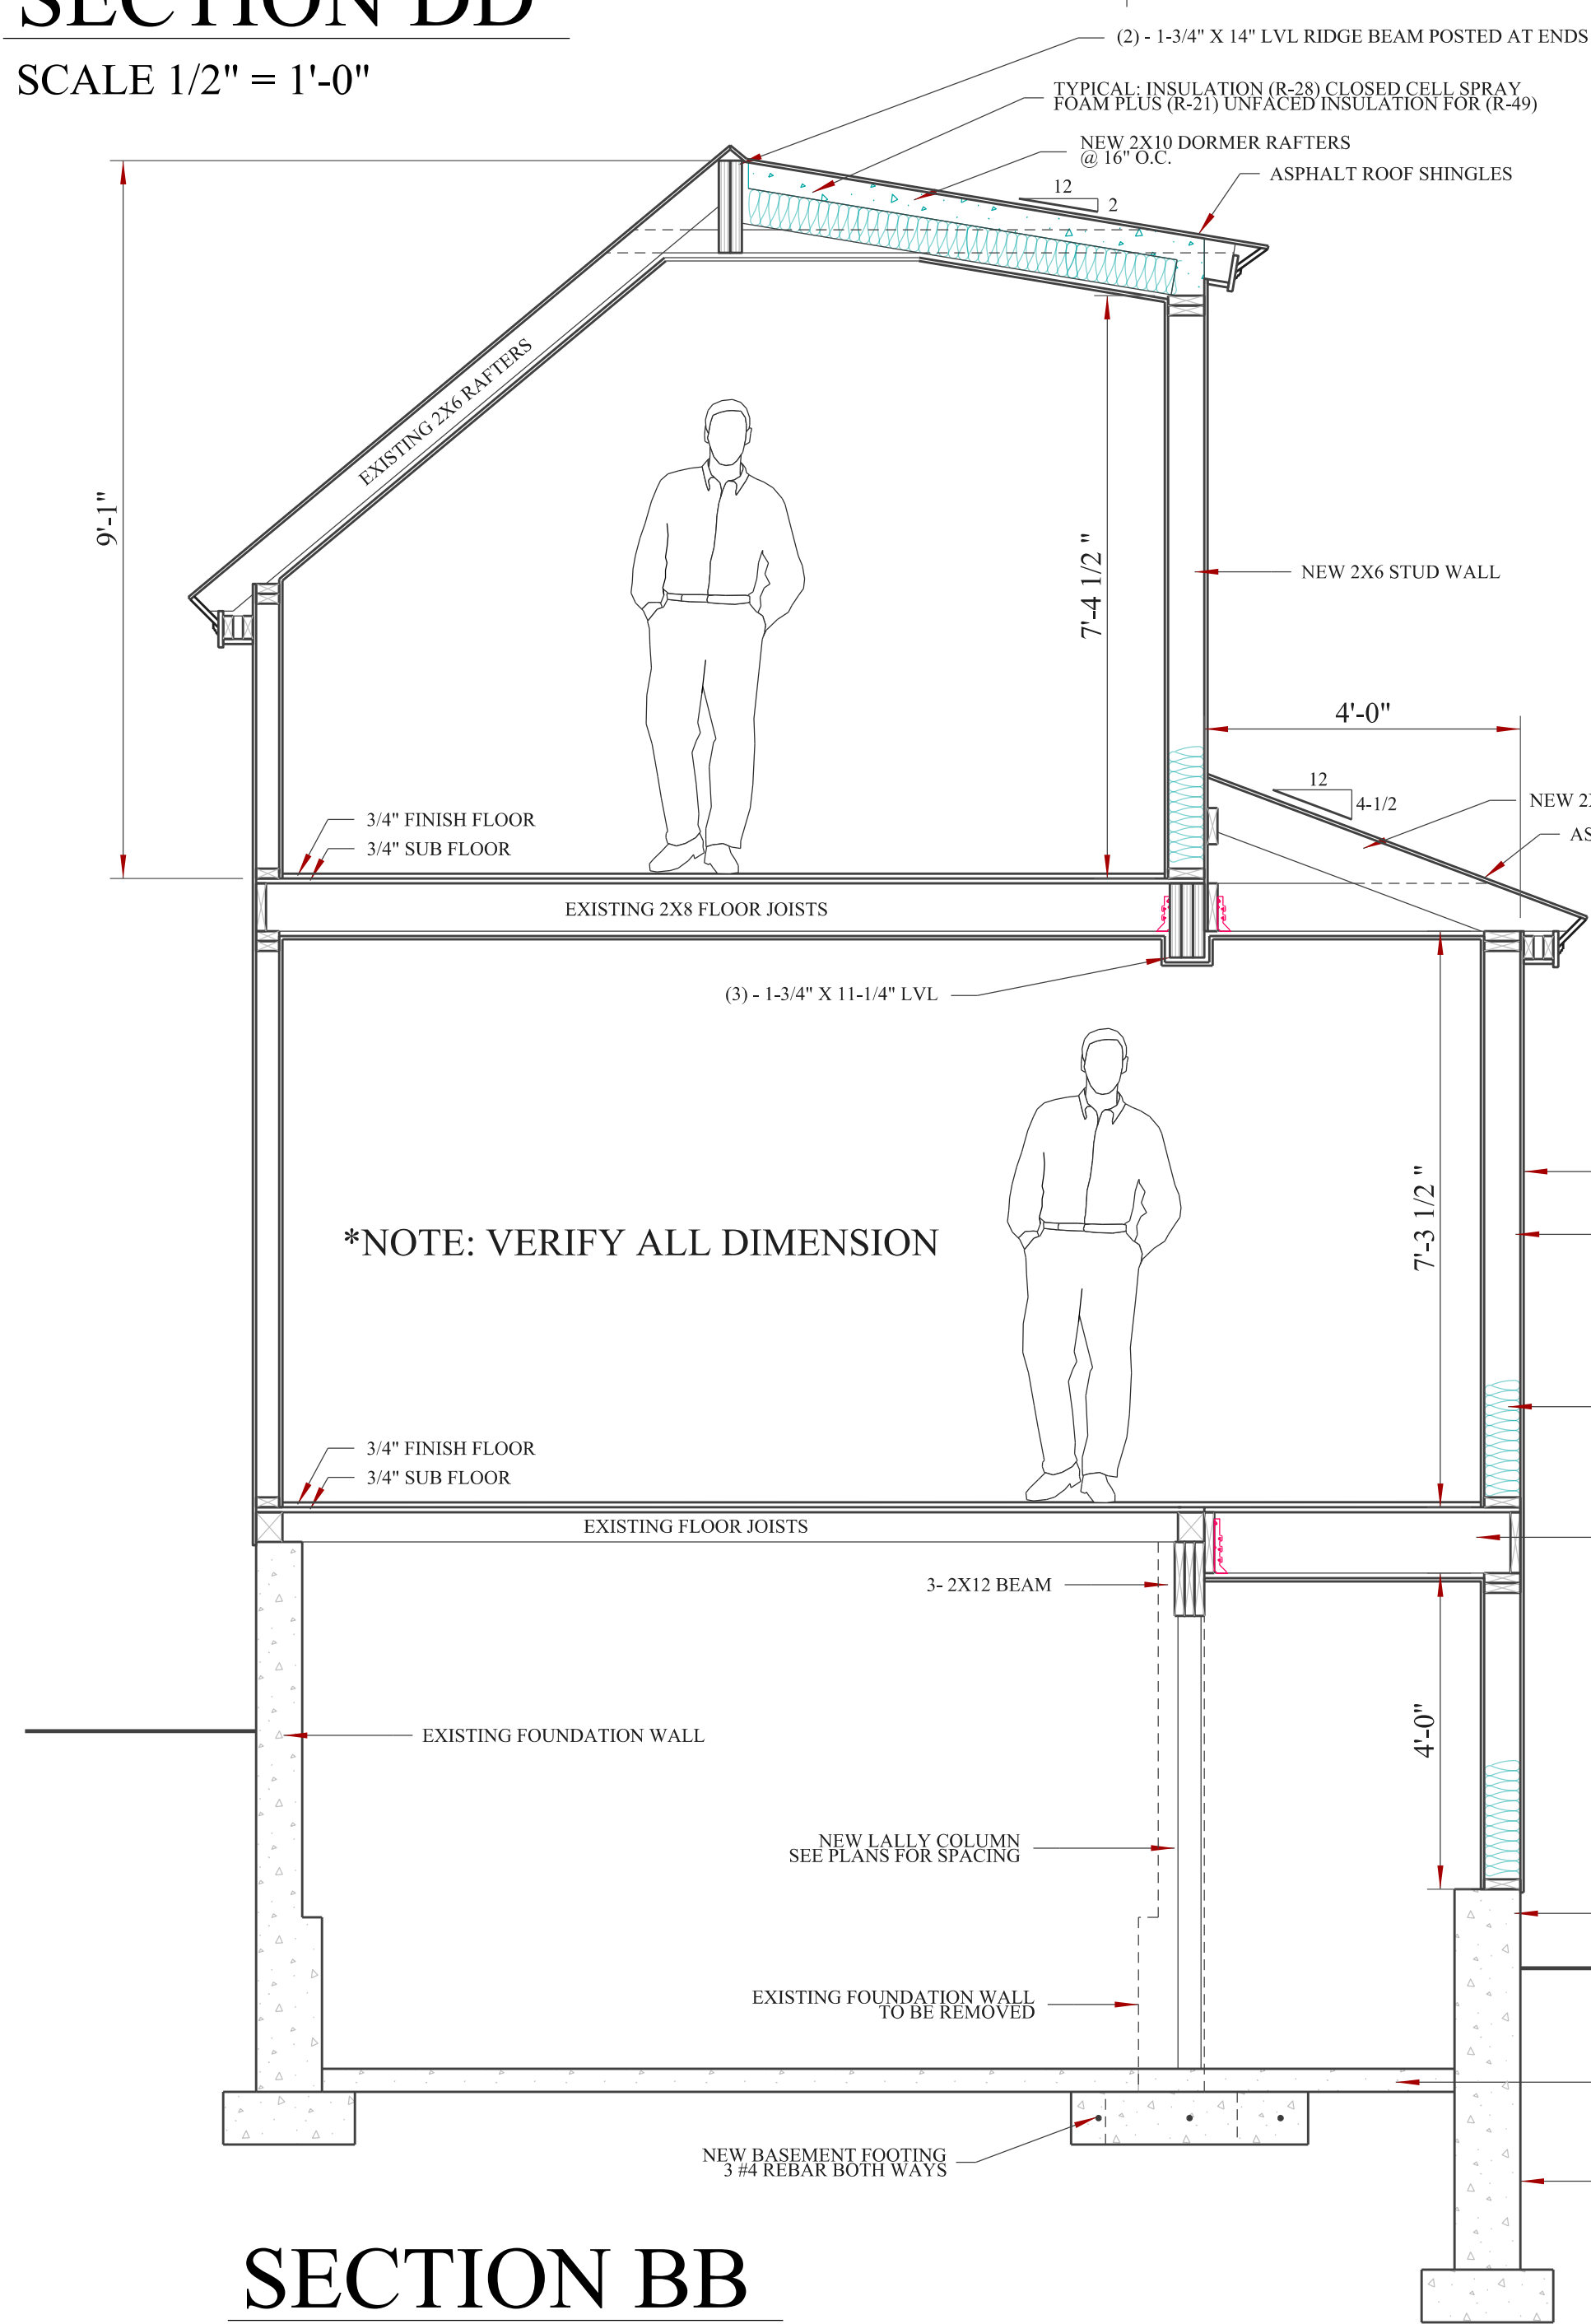 SECTION DD
SCALE 1/2" = 1'-0"
(2) - 1-3/4" X 14" LVL RIDGE BEAM POSTED AT ENDS
TYPICAL: INSULATION (R-28) CLOSED CELL SPRAY
FOAM PLUS (R-21) UNFACED INSULATION FOR (R-49)
NEW 2X10 DORMER RAFTERS
@ 16" O.C.
ASPHALT ROOF SHINGLES
12
2
EXISTING 2X6 RAFTERS
9'-1"
7'-4 1/2 "
NEW 2X6 STUD WALL
4'-0"
12
4-1/2
NEW 2X
AS
3/4" FINISH FLOOR
3/4" SUB FLOOR
EXISTING 2X8 FLOOR JOISTS
(3) - 1-3/4" X 11-1/4" LVL
7'-3 1/2 "
*NOTE: VERIFY ALL DIMENSION
3/4" FINISH FLOOR
3/4" SUB FLOOR
EXISTING FLOOR JOISTS
3- 2X12 BEAM
4'-0"
EXISTING FOUNDATION WALL
NEW LALLY COLUMN
SEE PLANS FOR SPACING
EXISTING FOUNDATION WALL
TO BE REMOVED
NEW BASEMENT FOOTING
3 #4 REBAR BOTH WAYS
SECTION BB